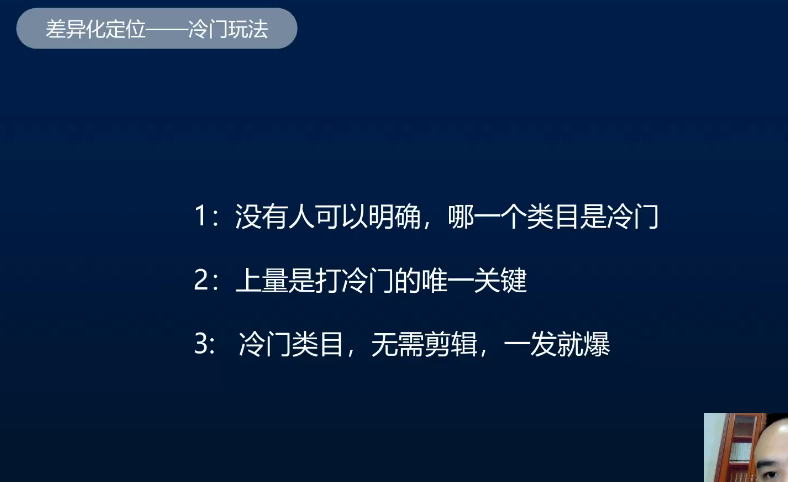 差异化定位——冷门玩法
1：没有人可以明确，哪一个类目是冷门
2：上量是打冷门的唯一关键
3: 冷门类目，无需剪辑，一发就爆